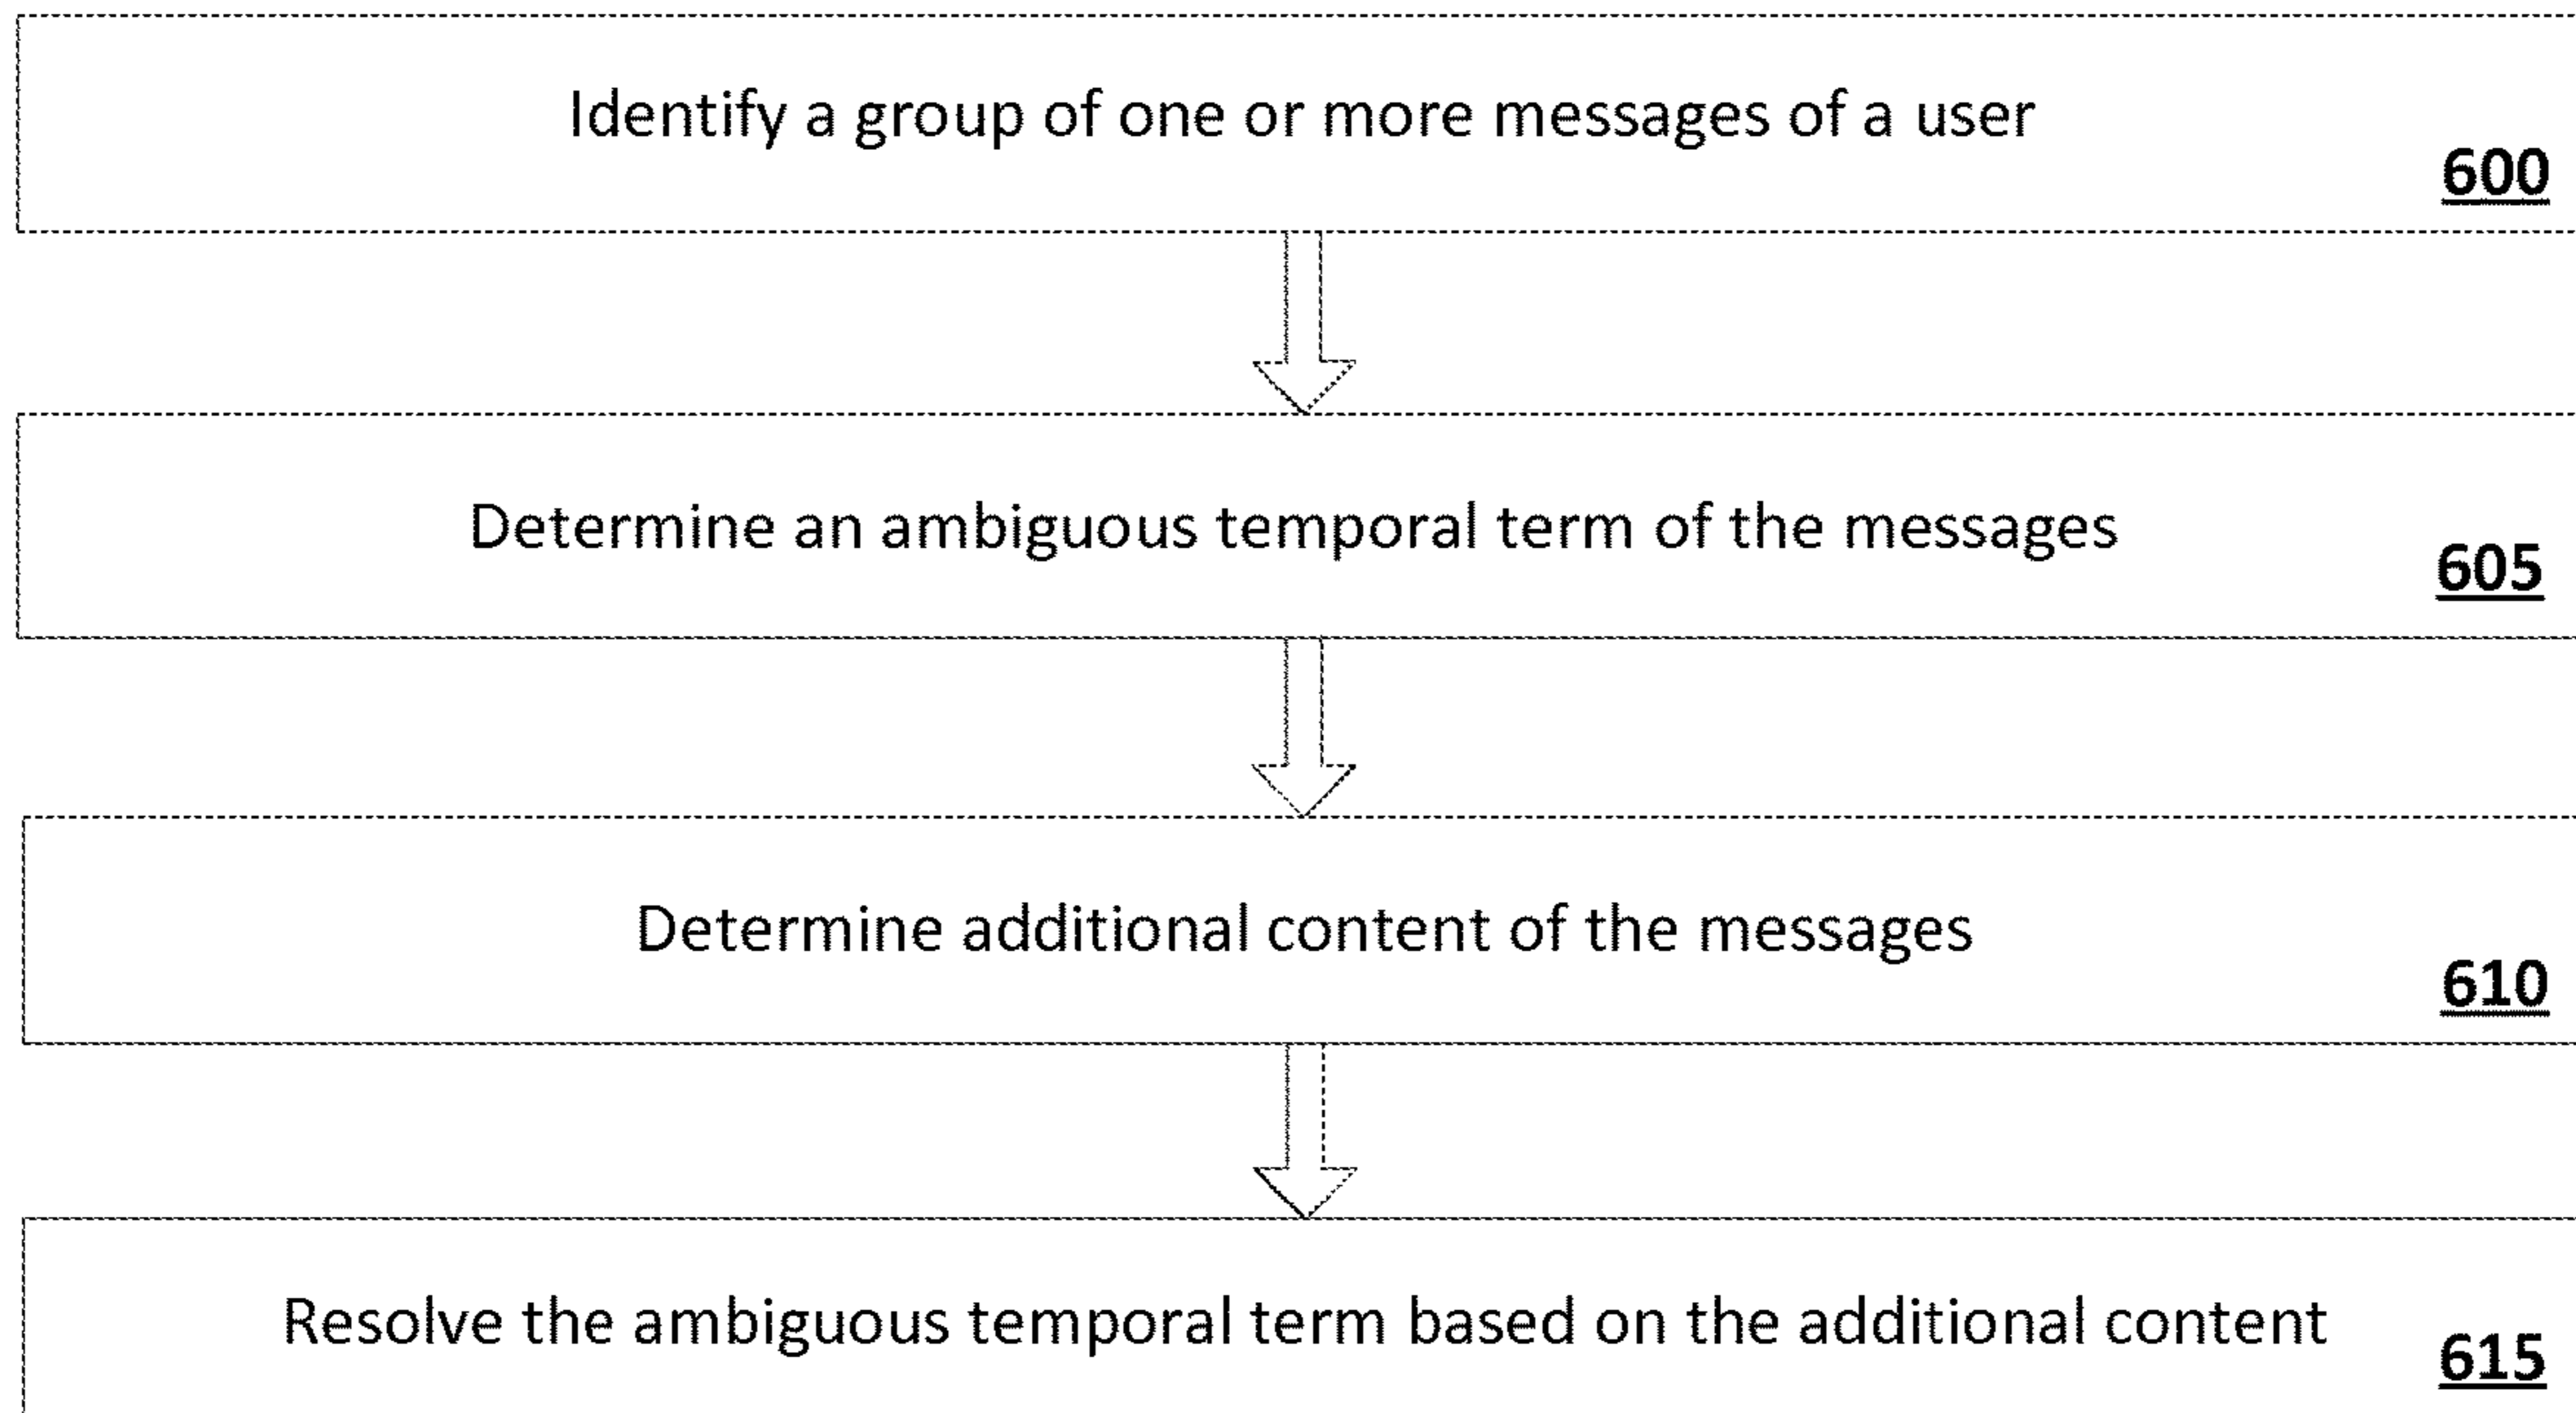 Identify a group of one or more messages of a user
600
Determine an ambiguous temporal term of the messages
605
Determine additional content of the messages
610
Resolve the ambiguous temporal term based on the additional content
615